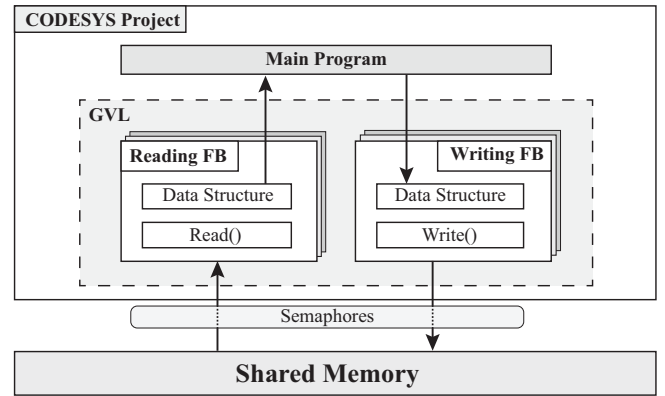 CODESYS Project
Main Program
GVL
Reading FB
Writing FB
Data Structure
Data Structure
Read()
Write()
Semaphores
Shared Memory